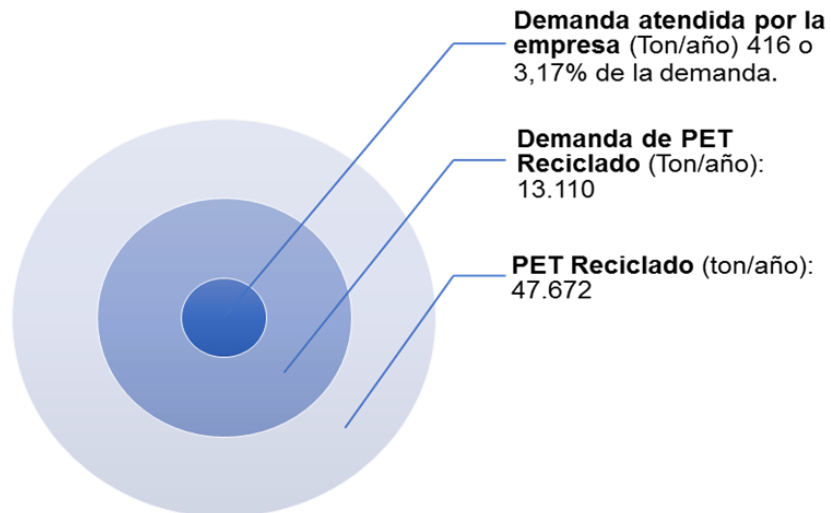 Demanda atendida por la
empresa (Ton/año) 416 o
3,17% de la demanda.
Demanda de PET
Reciclado (Ton/año):
13.110
PET Reciclado (ton/año):
47.672